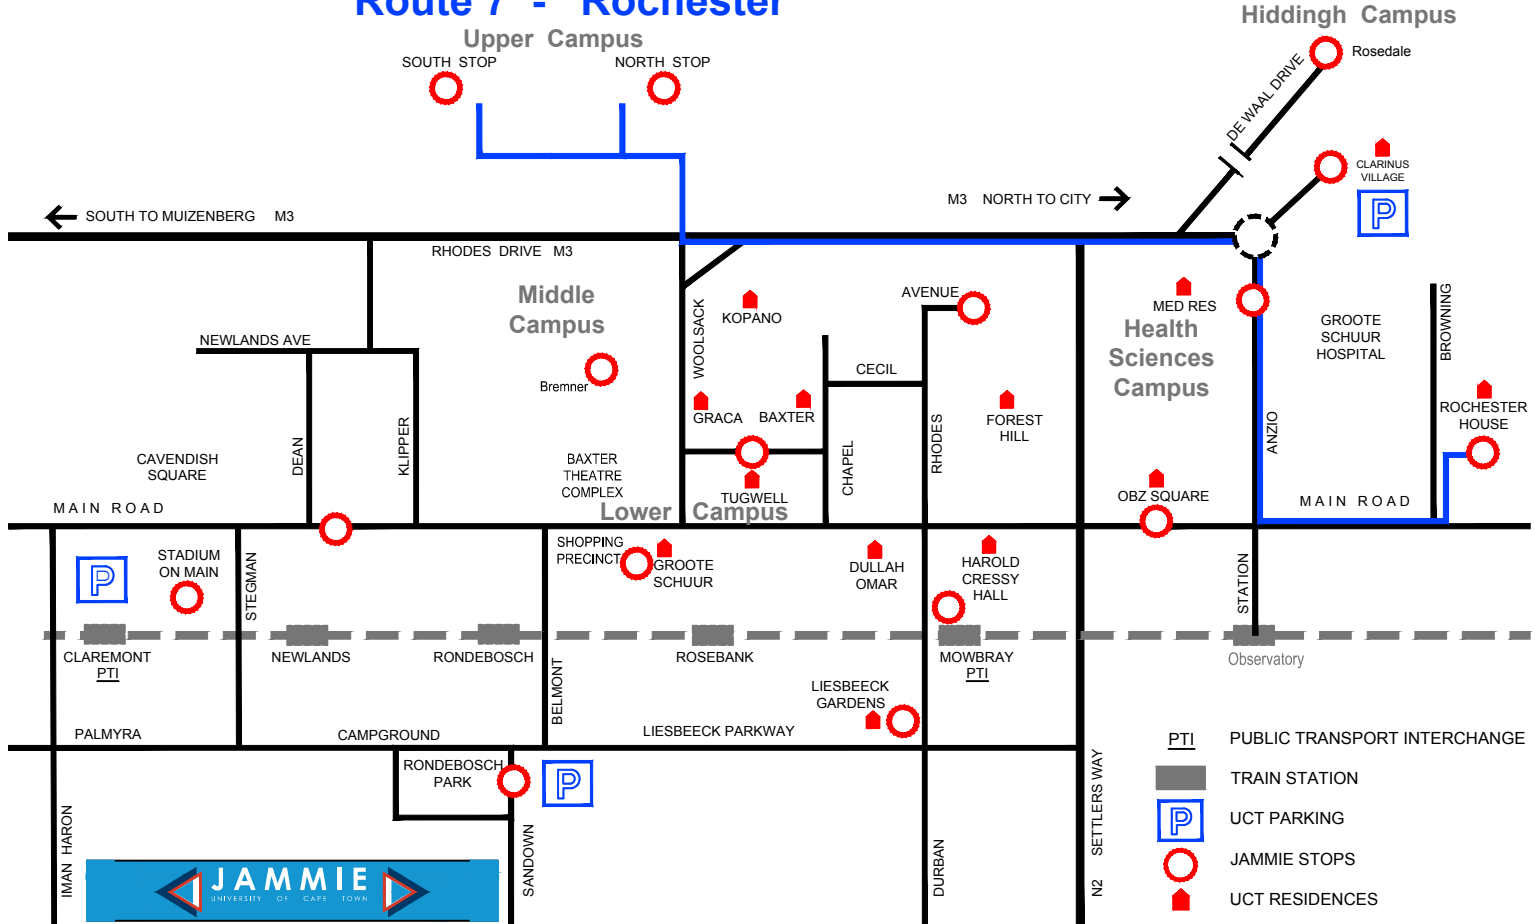 Route 7 - Rochester
Hiddingh Campus
Upper Campus
SOUTH STOP
NORTH STOP
Rosedale
DE WAAL DRIVE
CLARINUS
VILLAGE
P
M3 NORTH TO CITY
SOUTH TO MUIZENBERG M3
RHODES DRIVE M3
Middle
Campus
WOOLSACK
KOPANO
AVENUE
MED RES
Health
Sciences
Campus
GROOTE
SCHUUR
HOSPITAL
BROWNING
NEWLANDS AVE
Bremner
CECIL
DEAN
KLIPPER
GRACA
BAXTER
CHAPEL
RHODES
FOREST
HILL
ANZIO
ROCHESTER
HOUSE
CAVENDISH
SQUARE
BAXTER
THEATRE
COMPLEX
TUGWELL
OBZ SQUARE
MAIN ROAD
Lower Campus
MAIN ROAD
STADIUM
ON MAIN
P
STEGMAN
SHOPPING
PRECINCT
GROOTE
SCHUUR
DULLAH
OMAR
HAROLD
CRESSY
HALL
STATION
CLAREMONT
PTI
NEWLANDS
RONDEBOSCH
BELMONT
ROSEBANK
MOWBRAY
PTI
Observatory
LIESBEECK
GARDENS
PALMYRA
CAMPGROUND
LIESBEECK PARKWAY
RONDEBOSCH
PARK
P
IMAN HARON
SANDOWN
DURBAN
N2 SETTLERS WAY
PTI PUBLIC TRANSPORT INTERCHANGE
TRAIN STATION
P UCT PARKING
JAMMIE STOPS
UCT RESIDENCES
JAMMIE
UNIVERSITY OF CAPE TOWN